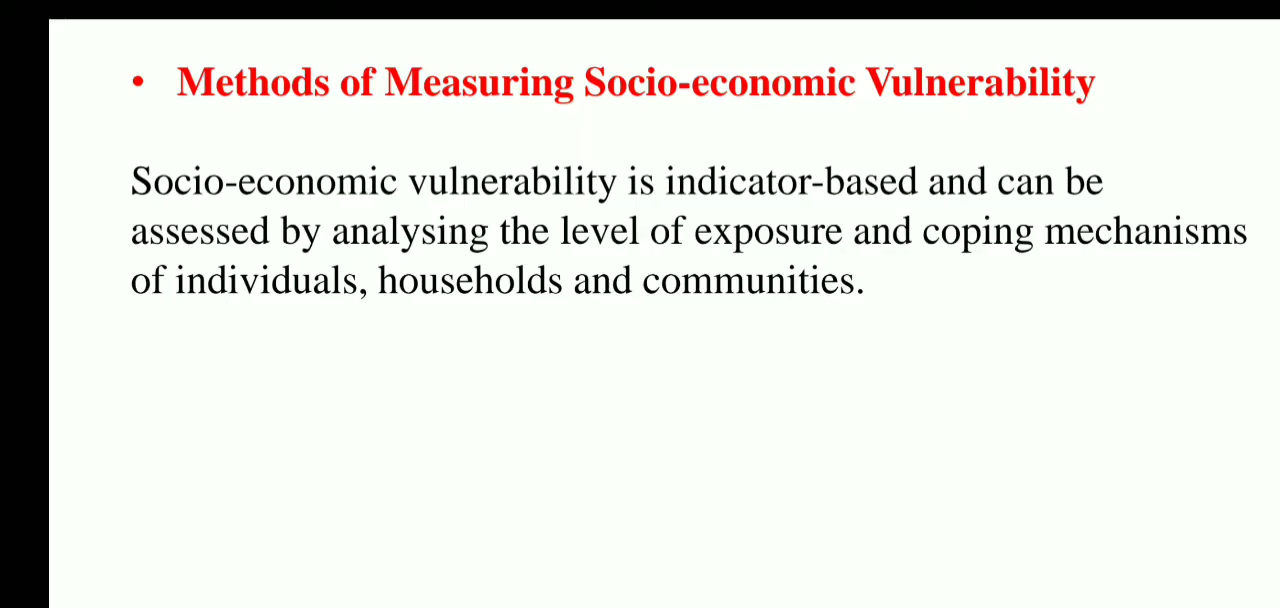 • Methods of Measuring Socio-economic Vulnerability
Socio-economic vulnerability is indicator-based and can be
assessed by analysing the level of exposure and coping mechanisms
of individuals, households and communities.